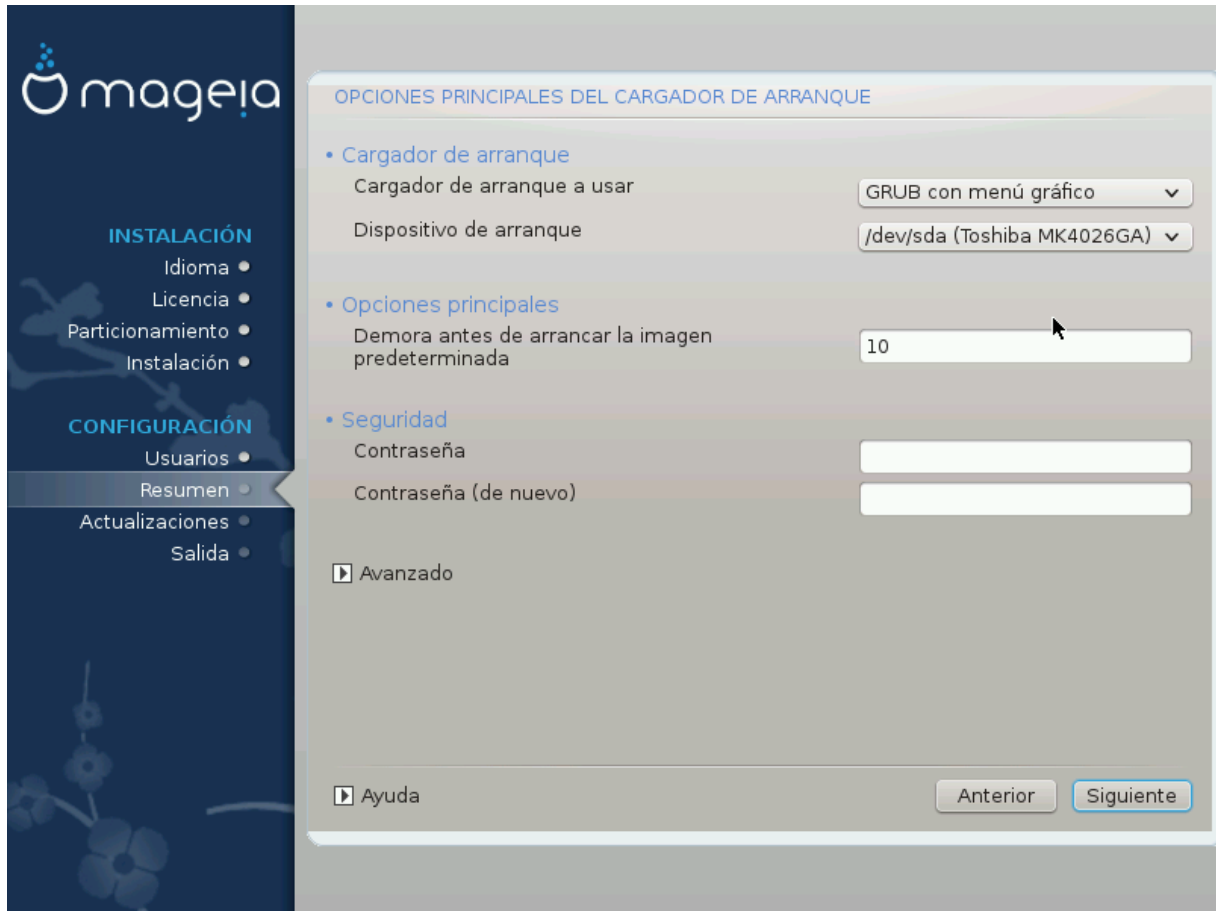 mageia
INSTALACIÓN
Idioma
Licencia
Particionamiento
Instalación
CONFIGURACIÓN
Usuarios
Resumen
Actualizaciones
Salida
OPCIONES PRINCIPALES DEL CARGADOR DE ARRANQUE
• Cargador de arranque
Cargador de arranque a usar
GRUB con menú gráfico
Dispositivo de arranque
/dev/sda (Toshiba MK4026GA)
• Opciones principales
Demora antes de arrancar la imagen
predeterminada
10
• Seguridad
Contraseña
Contraseña (de nuevo)
Avanzado
Ayuda
Anterior
Siguiente